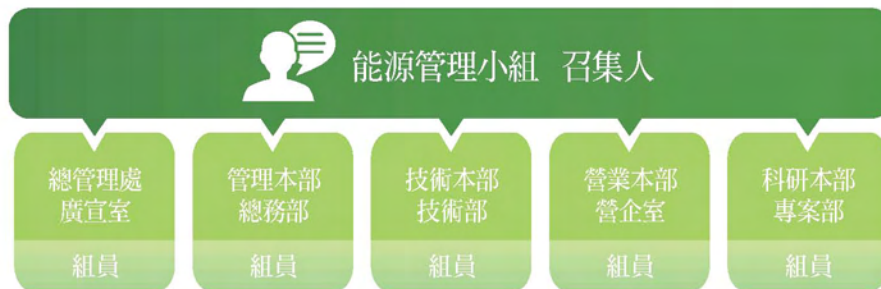 能源管理小組 召集人
總管理處
廣宣室
組員
管理本部
總務部
組員
技術本部
技術部
組員
營業本部
營企室
組員
科研本部
專案部
組員